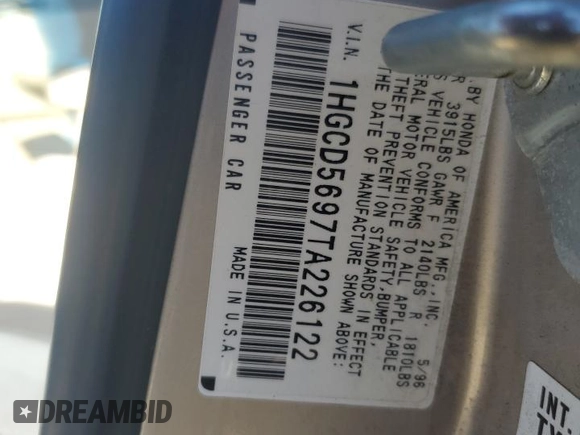 BY HONDA OF AMERICA MFG., INC. 5/96
3915LBS GAWR F 2140LBS R 1810LBS
VEHICLE CONFORMS TO ALL APPLICABLE
MOTOR VEHICLE SAFETY, BUMPER,
THEFT PREVENTION STANDARDS IN EFFECT
THE DATE OF MANUFACTURE SHOWN ABOVE:
V.I.N. 1HGCD5697TA226122
PASSENGER CAR MADE IN U.S.A.
INT.
DREAMBID